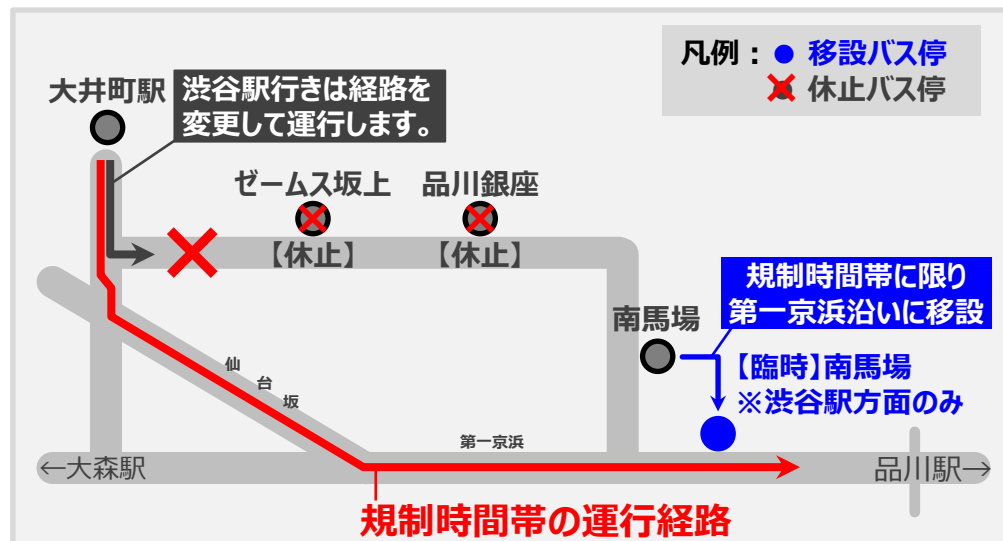 凡例：● 移設バス停
休止バス停
大井町駅
渋谷駅行きは経路を
変更して運行します。
ゼームス坂上
品川銀座
【休止】
【休止】
規制時間帯に限り
第一京浜沿いに移設
南馬場
【臨時】南馬場
※渋谷駅方面のみ
仙台坂
第一京浜
←大森駅
品川駅→
規制時間帯の運行経路